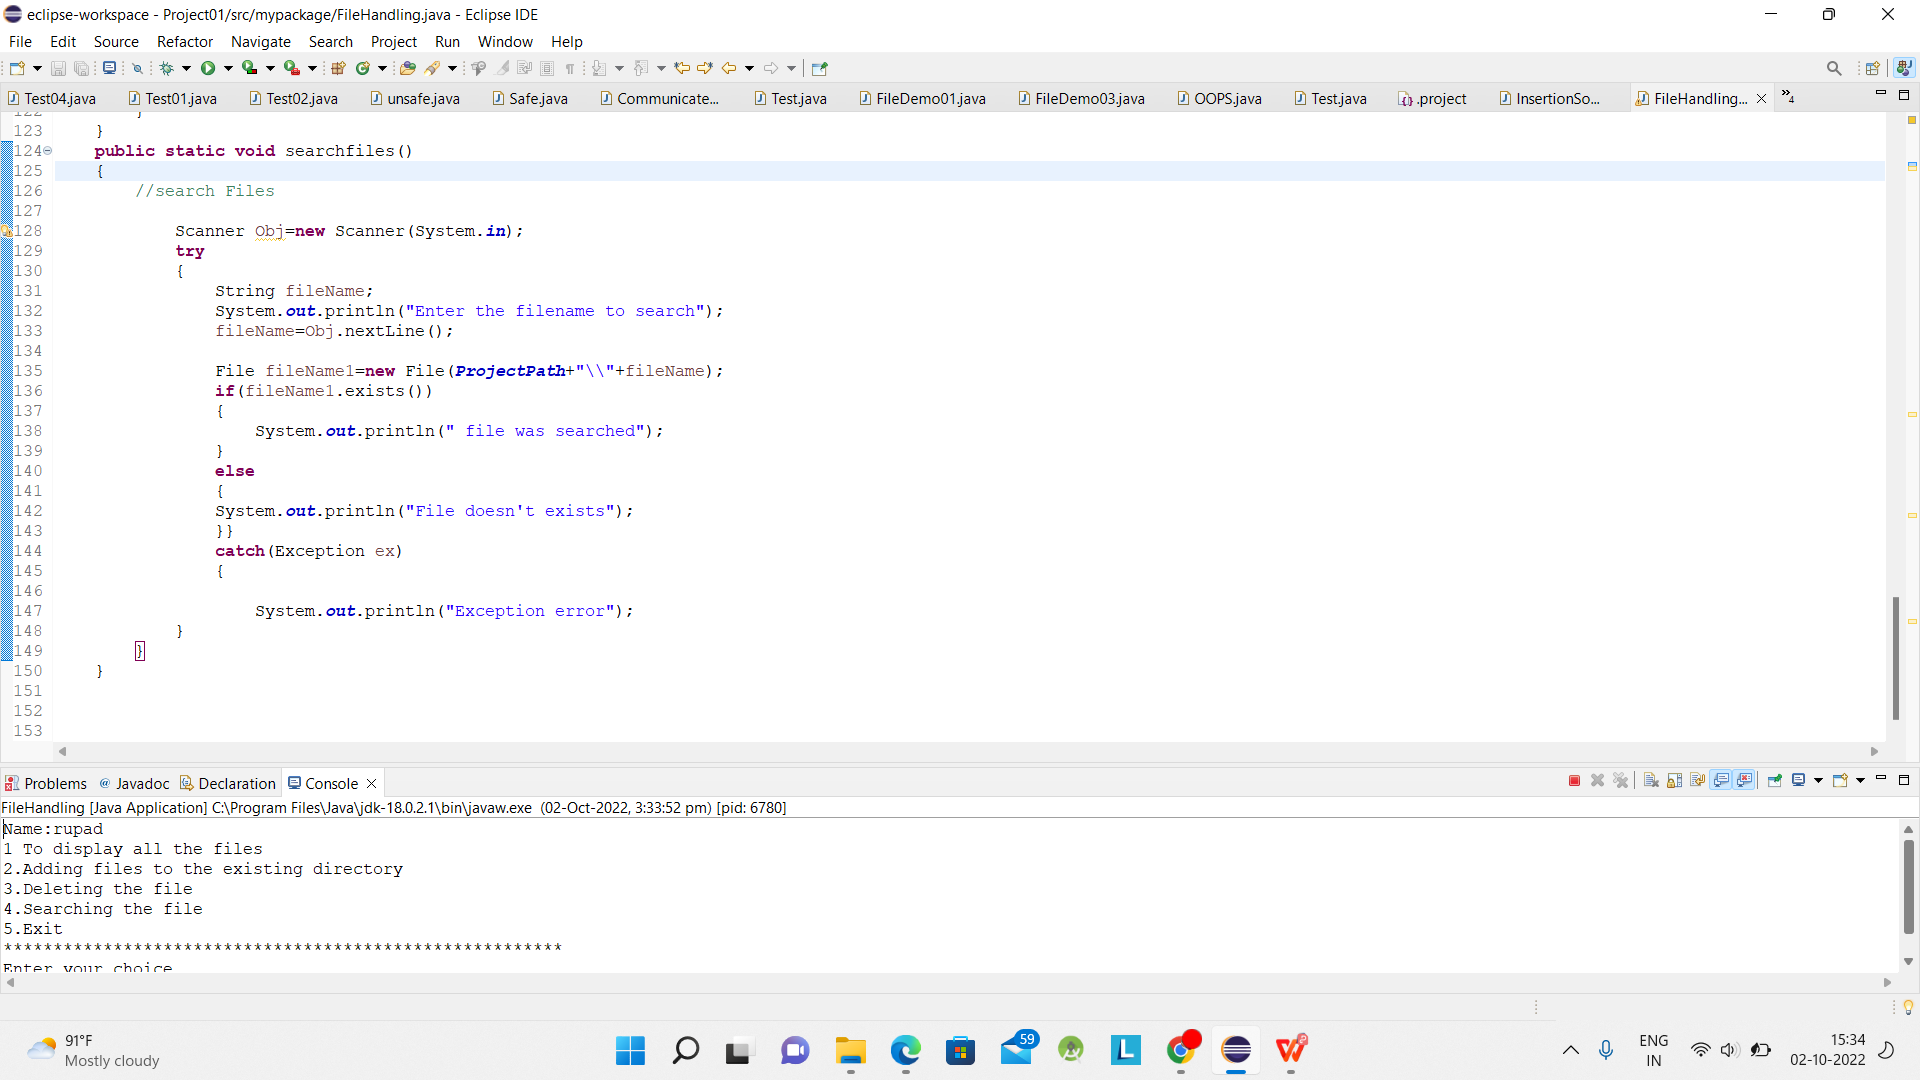 eclipse-workspace - Project01/src/mypackage/FileHandling.java - Eclipse IDE
File Edit Source Refactor Navigate Search Project Run Window Help
Test04.java Test01.java Test02.java unsafe.java Safe.java Communicate... Test.java FileDemo01.java FileDemo03.java OOPS.java Test.java .project InsertionSo... FileHandling... »4
122 }
123 }
124 public static void searchfiles()
125 {
126 //search Files
127
128 Scanner Obj=new Scanner(System.in);
129 try
130 {
131 String fileName;
132 System.out.println("Enter the filename to search");
133 fileName=Obj.nextLine();
134
135 File fileName1=new File(ProjectPath+"\\"+fileName);
136 if(fileName1.exists())
137 {
138 System.out.println(" file was searched");
139 }
140 else
141 {
142 System.out.println("File doesn't exists");
143 }}
144 catch(Exception ex)
145 {
146
147 System.out.println("Exception error");
148 }
149 }
150 }
151
152
153
Problems @ Javadoc Declaration Console
FileHandling [Java Application] C:\Program Files\Java\jdk-18.0.2.1\bin\javaw.exe (02-Oct-2022, 3:33:52 pm) [pid: 6780]
Name:rupad
1 To display all the files
2.Adding files to the existing directory
3.Deleting the file
4.Searching the file
5.Exit
********************************************************
Enter your choice
91°F
Mostly cloudy
59
L
W
ENG
IN
15:34
02-10-2022